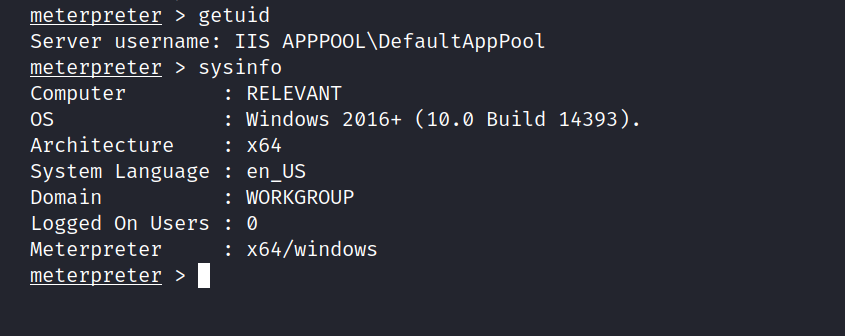 meterpreter > getuid
Server username: IIS APPPOOL\DefaultAppPool
meterpreter > sysinfo
Computer        : RELEVANT
OS              : Windows 2016+ (10.0 Build 14393).
Architecture    : x64
System Language : en_US
Domain          : WORKGROUP
Logged On Users : 0
Meterpreter     : x64/windows
meterpreter >